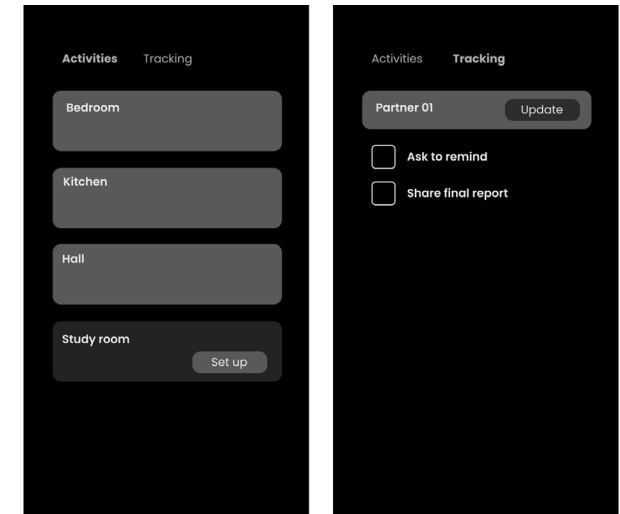 Activities Tracking
Bedroom
Kitchen
Hall
Study room
Set up
Activities Tracking
Partner 01 Update
Ask to remind
Share final report